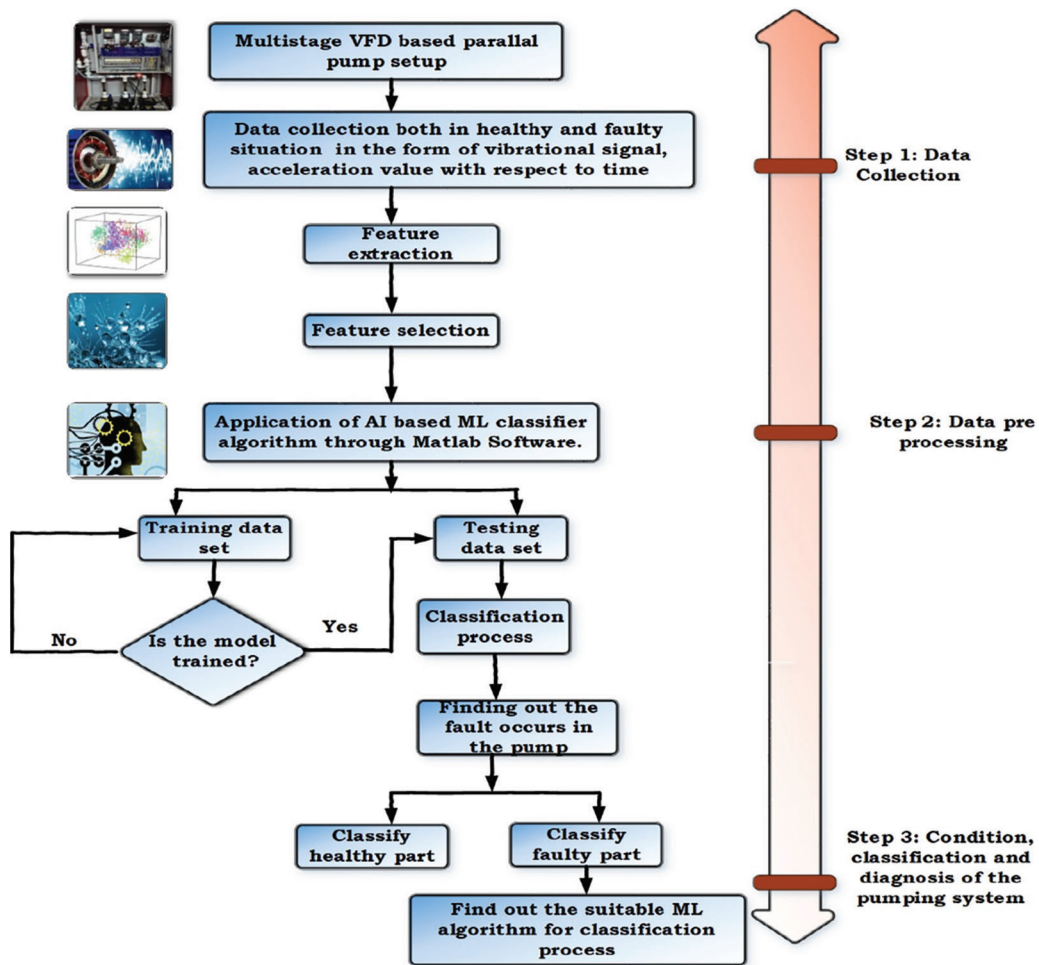 Multistage VFD based parallal
pump setup
Data collection both in healthy and faulty
situation in the form of vibrational signal,
acceleration value with respect to time
Step 1: Data
Collection
Feature
extraction
Feature selection
Application of AI based ML classifier
algorithm through Matlab Software.
Step 2: Data pre
processing
Training data
set
Testing
data set
No
Is the model
trained?
Yes
Classification
process
Finding out the
fault occurs in
the pump
Classify
healthy part
Classify
faulty part
Step 3: Condition,
classification and
diagnosis of the
pumping system
Find out the suitable ML
algorithm for classification
process